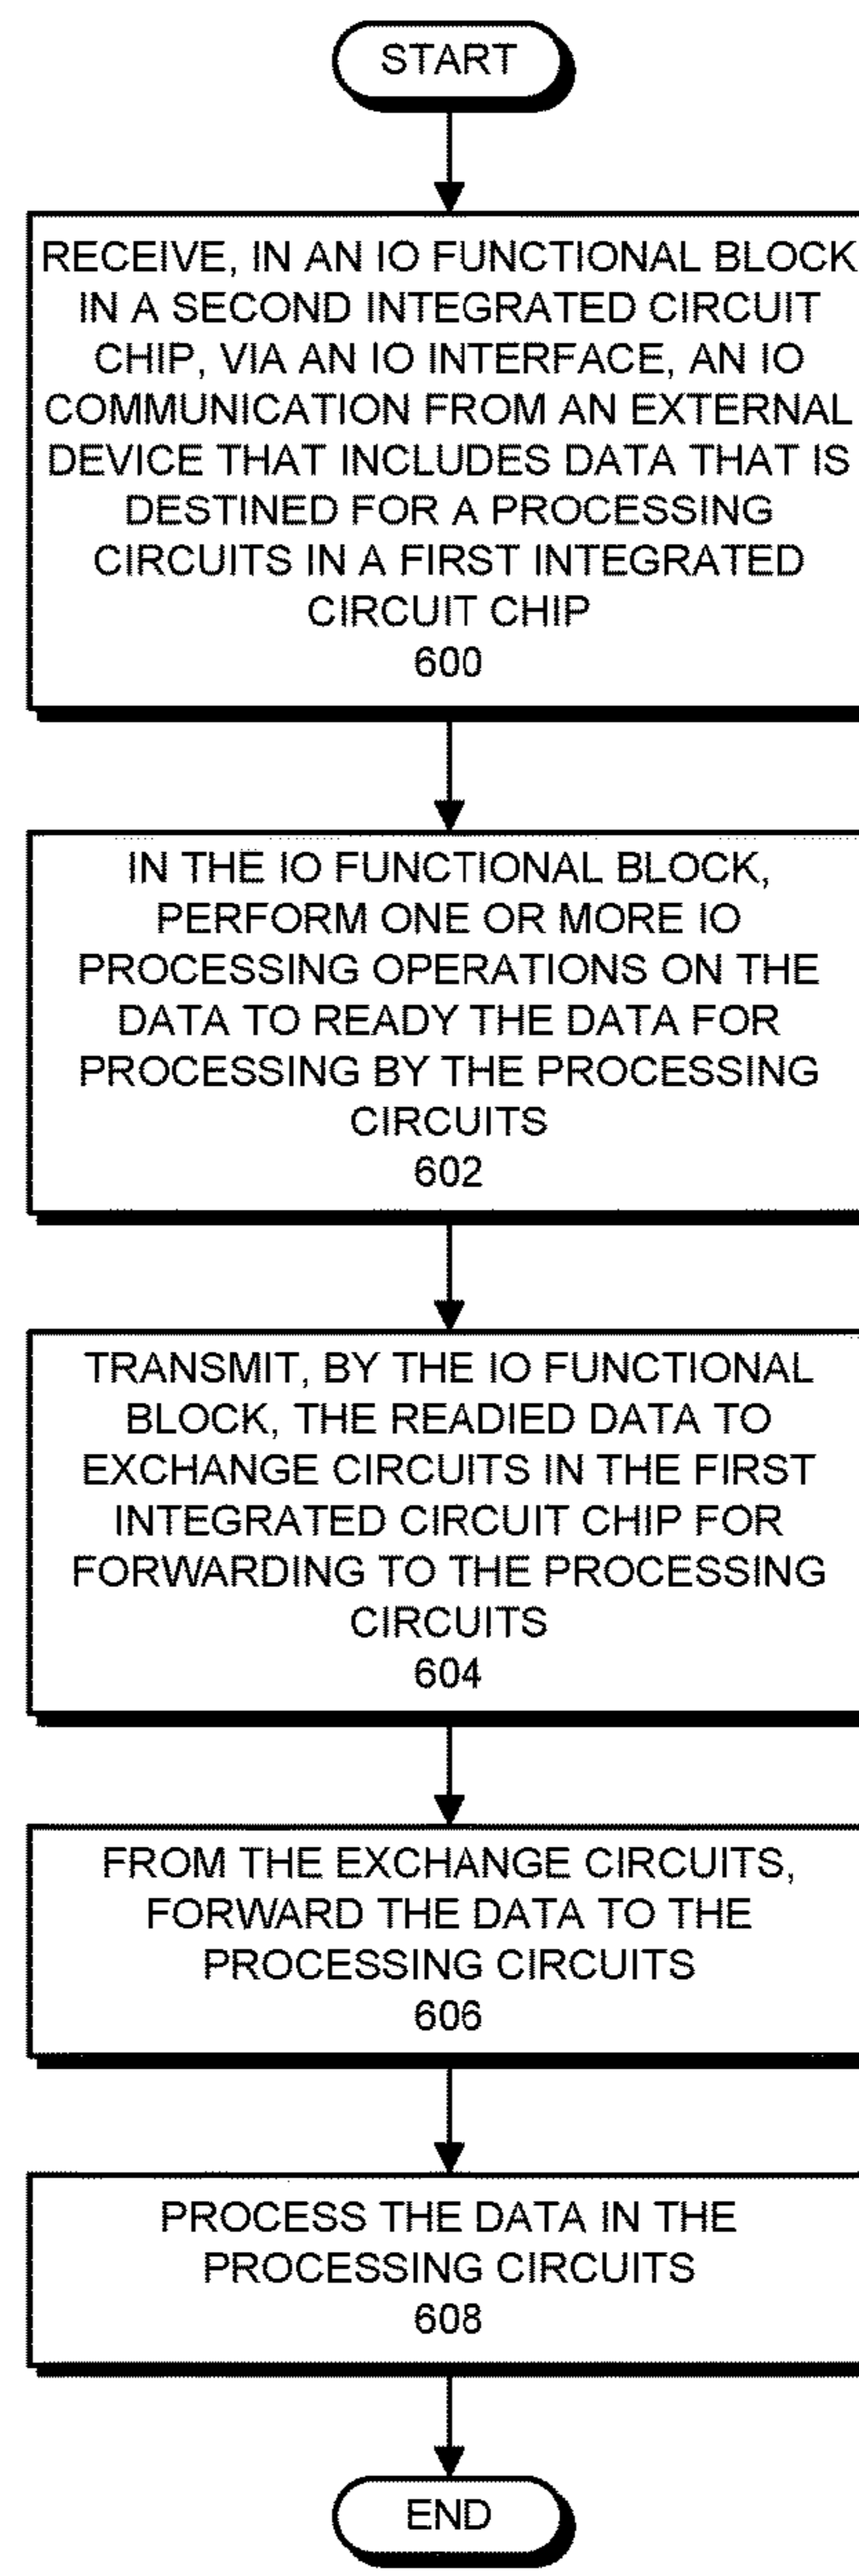 START
RECEIVE, IN AN IO FUNCTIONAL BLOCK
IN A SECOND INTEGRATED CIRCUIT
CHIP, VIA AN IO INTERFACE, AN IO
COMMUNICATION FROM AN EXTERNAL
DEVICE THAT INCLUDES DATA THAT IS
DESTINED FOR A PROCESSING
CIRCUITS IN A FIRST INTEGRATED
CIRCUIT CHIP
600
IN THE IO FUNCTIONAL BLOCK,
PERFORM ONE OR MORE IO
PROCESSING OPERATIONS ON THE
DATA TO READY THE DATA FOR
PROCESSING BY THE PROCESSING
CIRCUITS
602
TRANSMIT, BY THE IO FUNCTIONAL
BLOCK, THE READIED DATA TO
EXCHANGE CIRCUITS IN THE FIRST
INTEGRATED CIRCUIT CHIP FOR
FORWARDING TO THE PROCESSING
CIRCUITS
604
FROM THE EXCHANGE CIRCUITS,
FORWARD THE DATA TO THE
PROCESSING CIRCUITS
606
PROCESS THE DATA IN THE
PROCESSING CIRCUITS
608
END